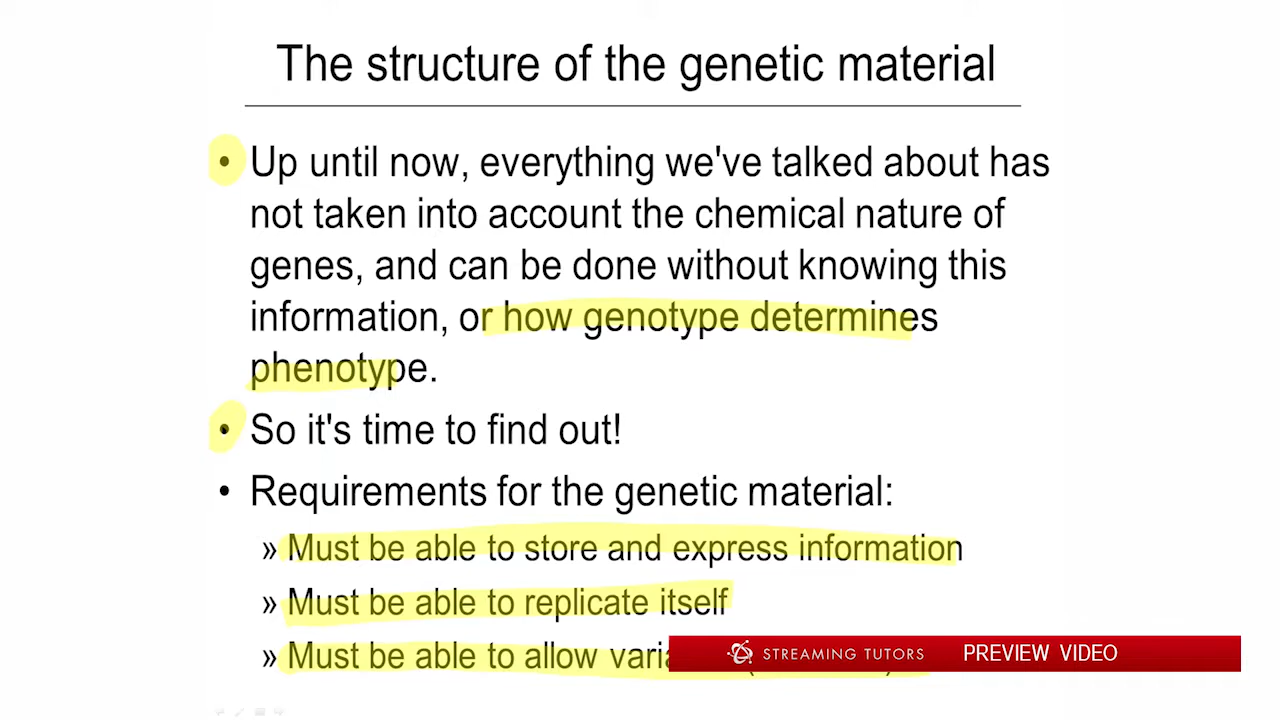 The structure of the genetic material
• Up until now, everything we've talked about has
not taken into account the chemical nature of
genes, and can be done without knowing this
information, or how genotype determines
phenotype.
• So it's time to find out!
• Requirements for the genetic material:
» Must be able to store and express information
» Must be able to replicate itself
» Must be able to allow
STREAMING TUTORS PREVIEW VIDEO